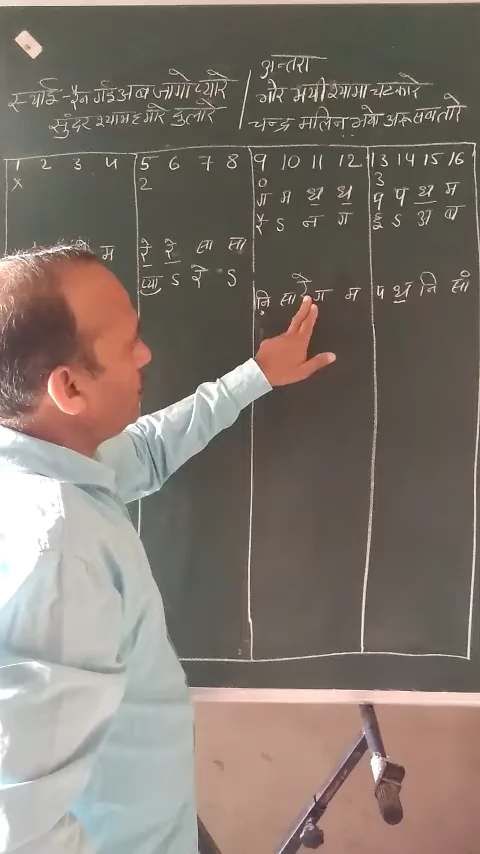 स्थाई - रैन गई अब जागो प्यारे
सुंदर श्याम हमारे दुलारे
अन्तरा
भोर भयी श्यामा चटकारे
चन्द्र मलिन भयो अरू सब तारे
1 2 3 4 5 6 7 8 9 10 11 12 13 14 15 16
X 2 0 3
ग म ध॒ ध॒ प प ध॒ म
म रे॒ रे॒ सा सा
रै ऽ न ग ई ऽ अ ब
प्या ऽ रे ऽ
नि़ सा रे ग म प ध॒ नि सां